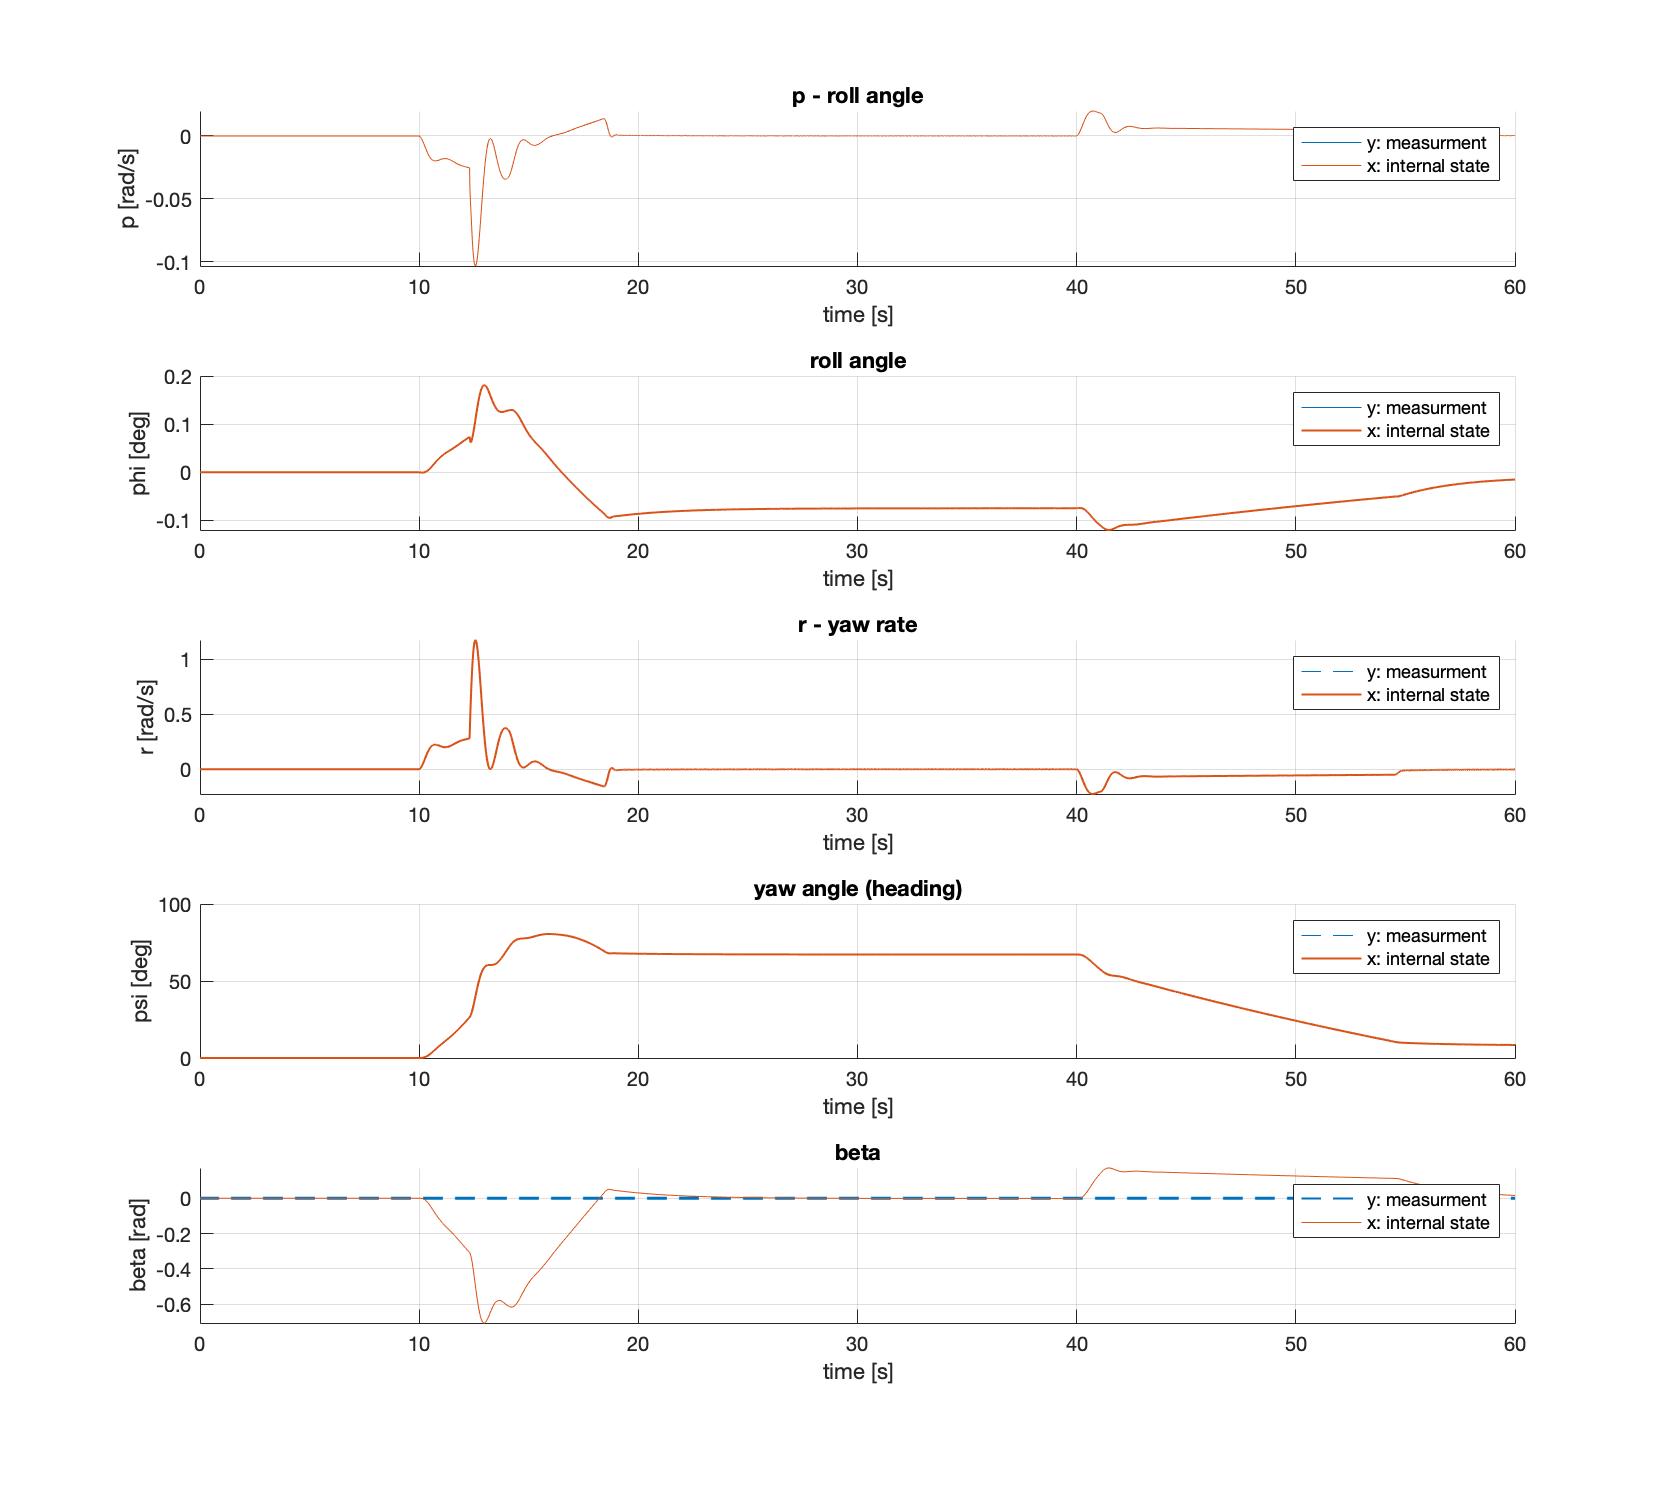 p - roll angle
p [rad/s]
0
-0.05
-0.1
y: measurment
x: internal state
0 10 20 30 40 50 60
time [s]
roll angle
phi [deg]
0.2
0.1
0
-0.1
y: measurment
x: internal state
0 10 20 30 40 50 60
time [s]
r - yaw rate
r [rad/s]
1
0.5
0
y: measurment
x: internal state
0 10 20 30 40 50 60
time [s]
yaw angle (heading)
psi [deg]
100
50
0
y: measurment
x: internal state
0 10 20 30 40 50 60
time [s]
beta
beta [rad]
0
-0.2
-0.4
-0.6
y: measurment
x: internal state
0 10 20 30 40 50 60
time [s]